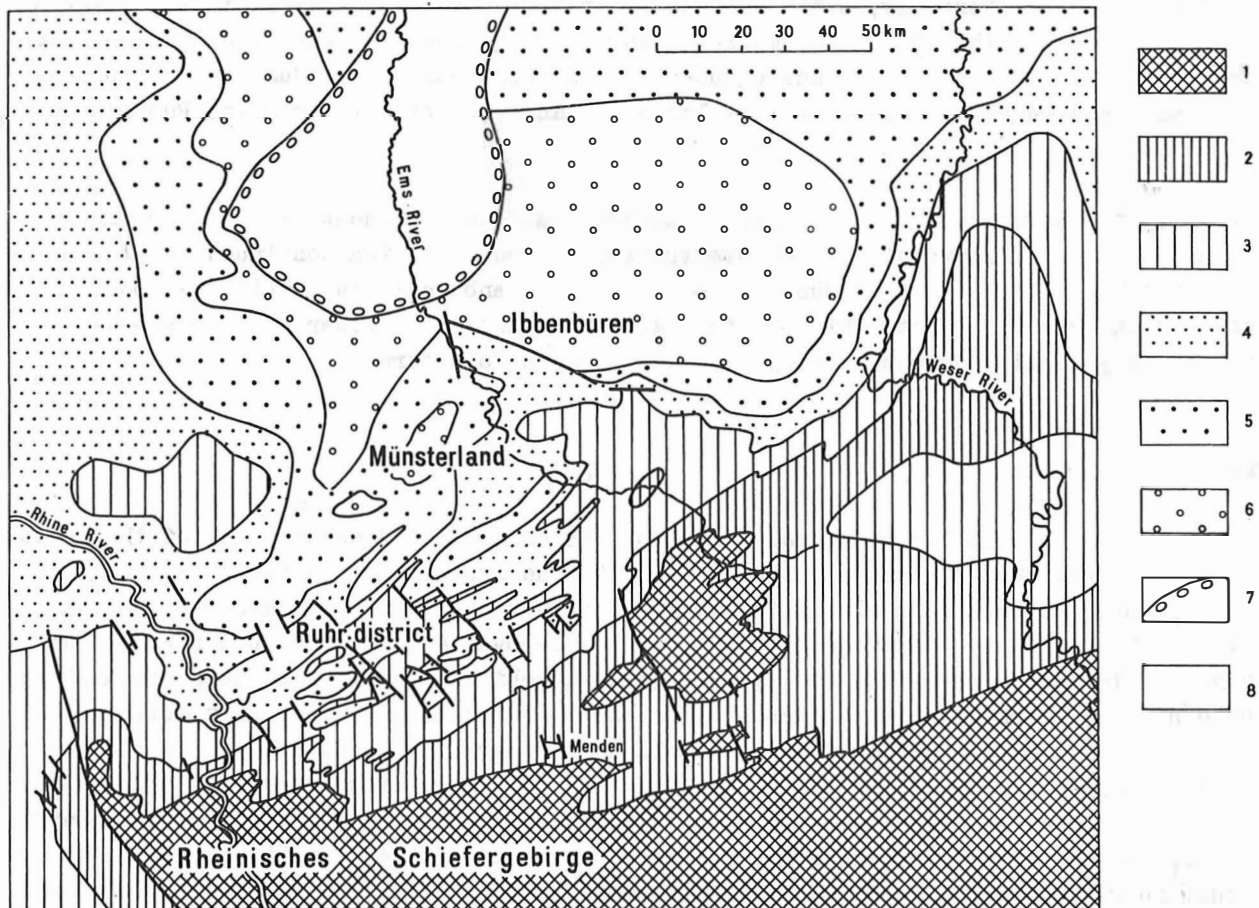 0 10 20 30 40 50 km
Ems River
Ibbenbüren
Weser River
Münsterland
Rhine River
Ruhr district
Menden
Rheinisches Schiefergebirge
1
2
3
4
5
6
7
8